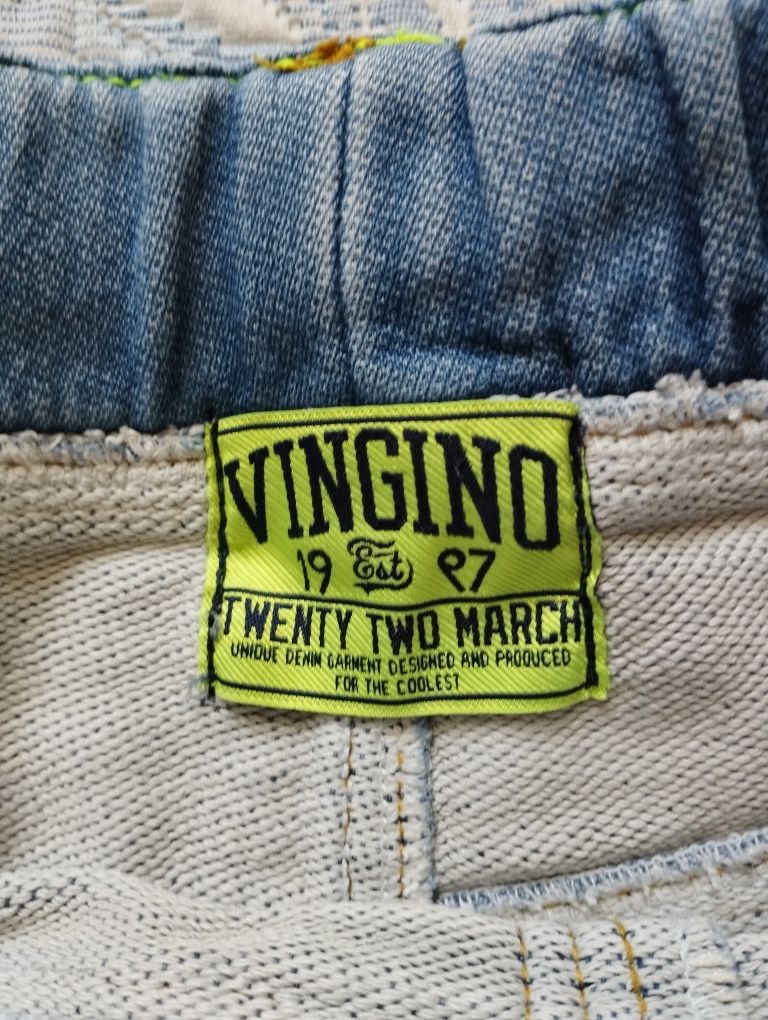 VINGINO
19 Est 97
TWENTY TWO MARCH
UNIQUE DENIM GARMENT DESIGNED AND PRODUCED
FOR THE COOLEST